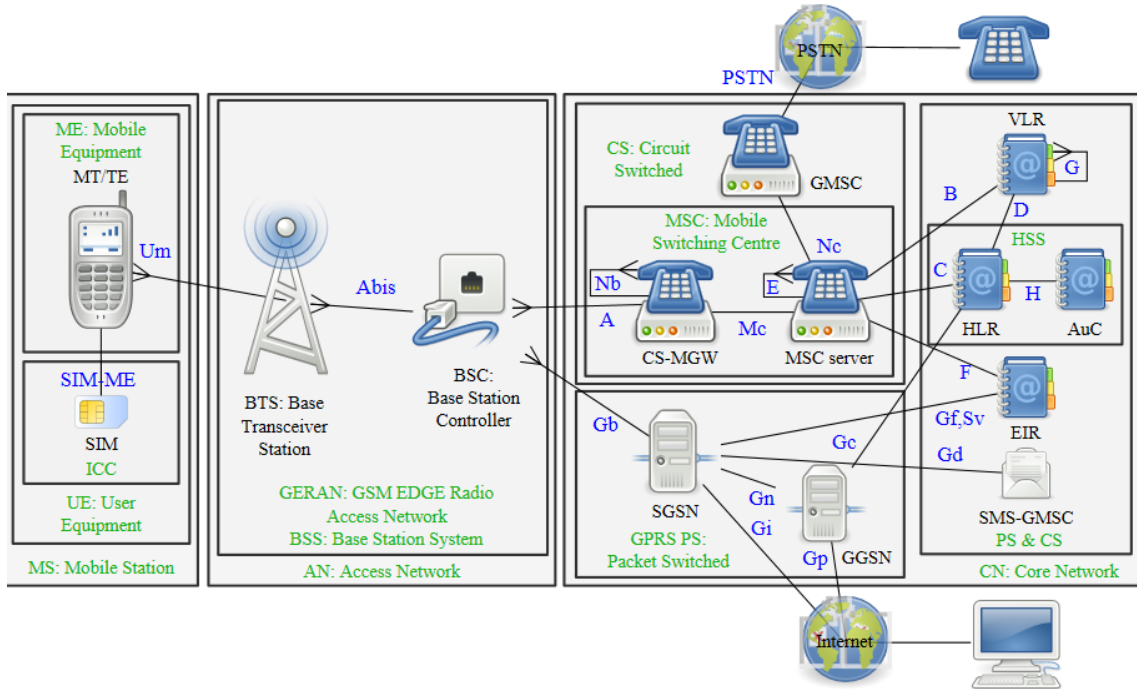 PSTN
PSTN
ME: Mobile
Equipment
MT/TE
Um
SIM-ME
SIM
ICC
UE: User
Equipment
MS: Mobile Station
Abis
BTS: Base
Transceiver
Station
BSC:
Base Station
Controller
GERAN: GSM EDGE Radio
Access Network
BSS: Base Station System
AN: Access Network
CS: Circuit
Switched
GMSC
MSC: Mobile
Switching Centre
Nc
Nb
E
A
Mc
CS-MGW
MSC server
VLR
G
B
D
HSS
C
H
HLR
AuC
F
Gf,Sv
EIR
Gb
Gc
Gd
SGSN
Gn
Gi
GPRS PS:
Packet Switched
Gp
GGSN
SMS-GMSC
PS & CS
CN: Core Network
Internet